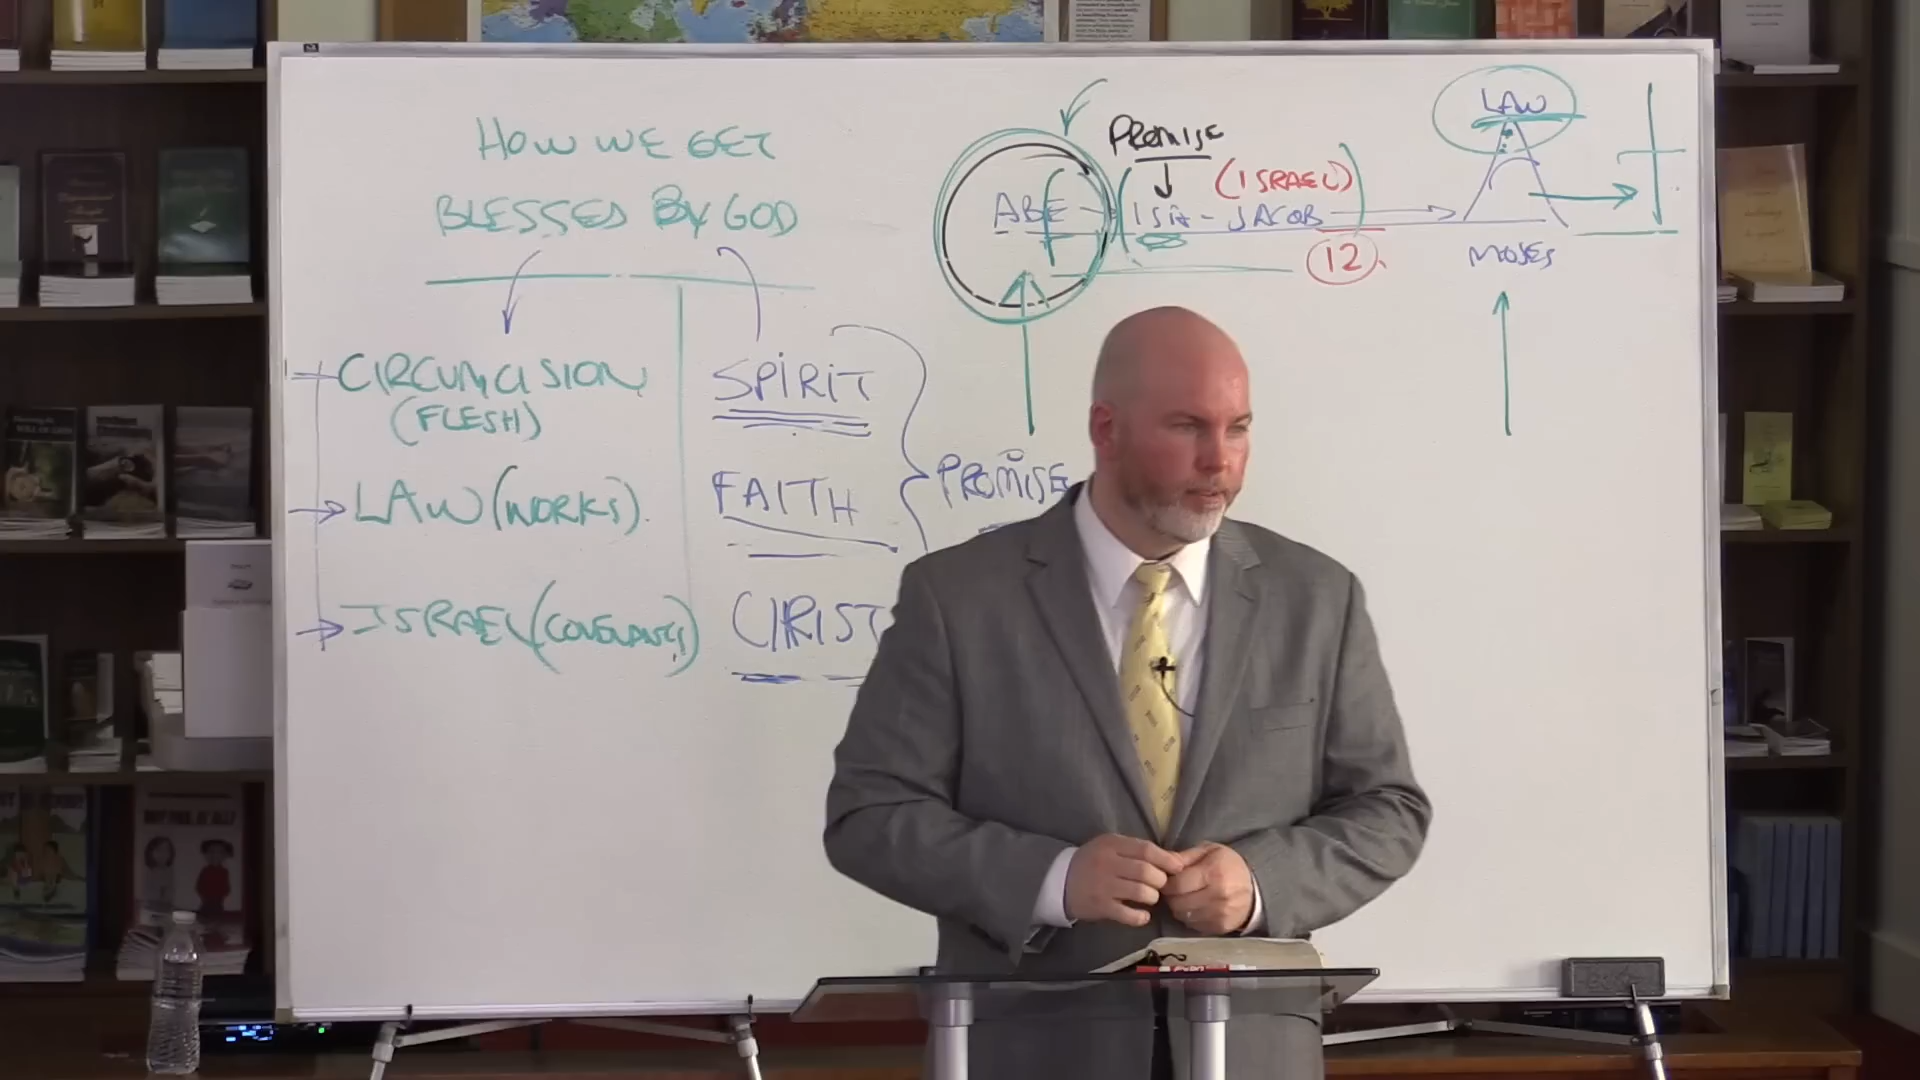 HOW WE GET
BLESSED BY GOD
CIRCUMCISION
(FLESH)
LAW (WORKS).
ISRAEL (COVENANTS)
SPIRIT
FAITH
CHRIST
PROMISE
PROMISE
(ISRAEL)
ABE
ISA - JACOB
12
LAW
MOSES